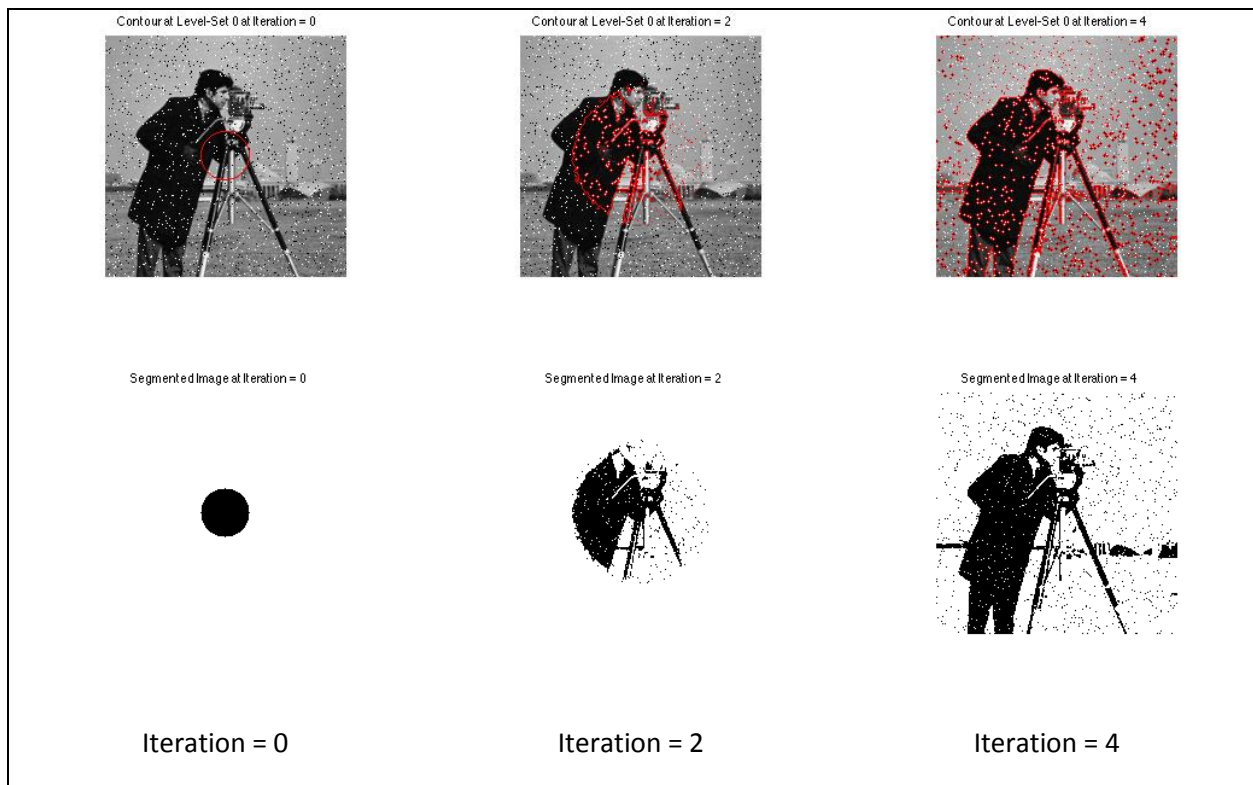 Contour at Level-Set 0 at Iteration = 0
Contour at Level-Set 0 at Iteration = 2
Contour at Level-Set 0 at Iteration = 4
Segmented Image at Iteration = 0
Segmented Image at Iteration = 2
Segmented Image at Iteration = 4
Iteration = 0
Iteration = 2
Iteration = 4